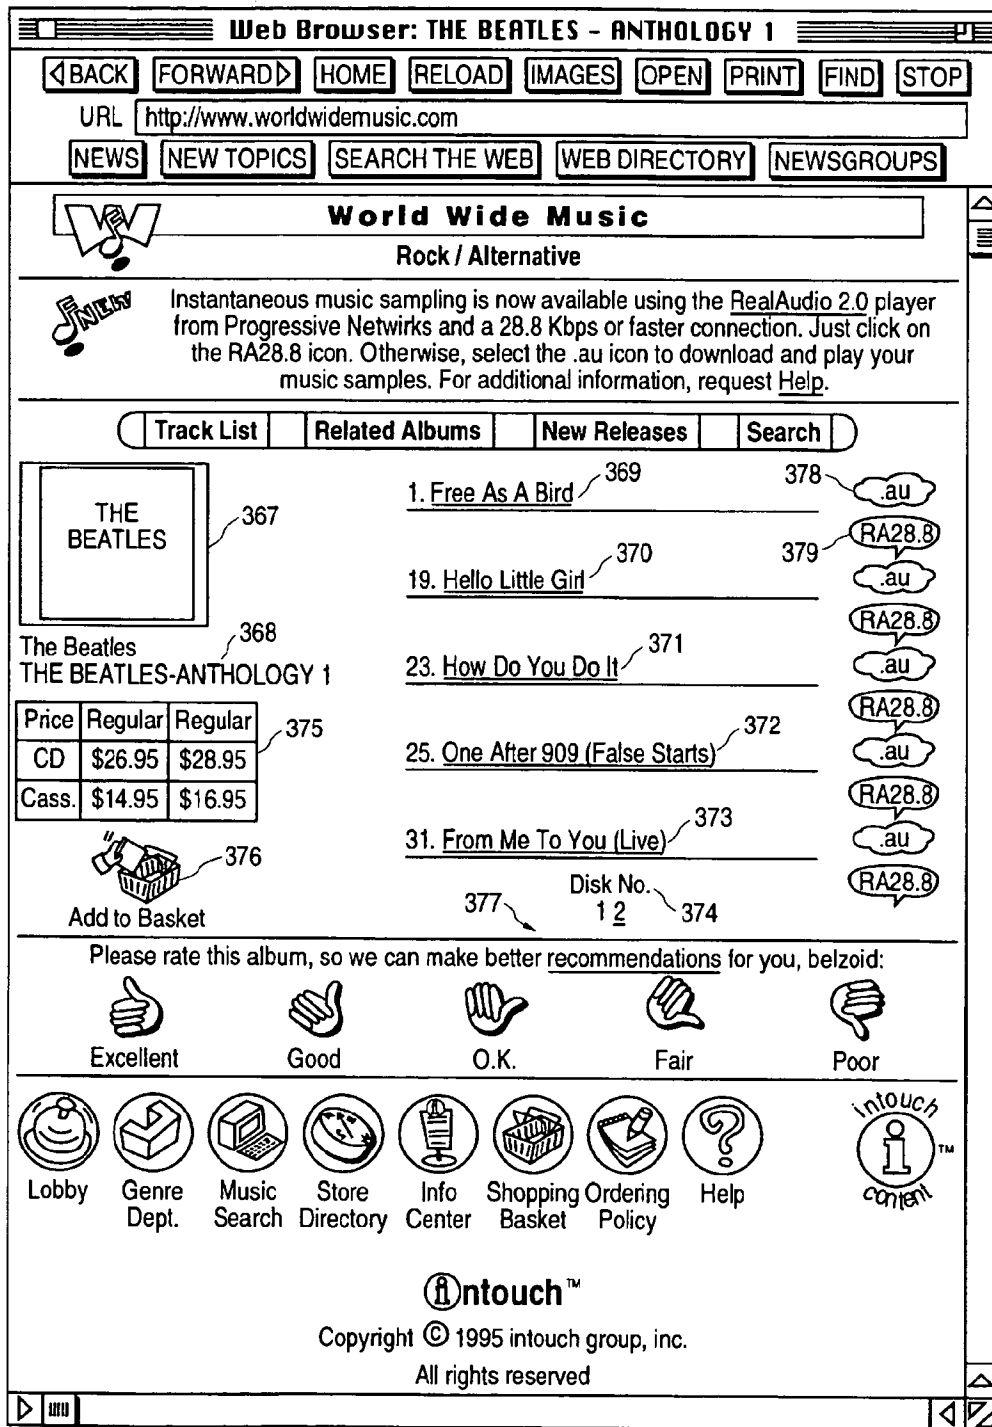 Web Browser: THE BEATLES - ANTHOLOGY 1
BACK FORWARD HOME RELOAD IMAGES OPEN PRINT FIND STOP
URL http://www.worldwidemusic.com
NEWS NEW TOPICS SEARCH THE WEB WEB DIRECTORY NEWSGROUPS
W World Wide Music
Rock / Alternative
NEW
Instantaneous music sampling is now available using the RealAudio 2.0 player
from Progressive Netwirks and a 28.8 Kbps or faster connection. Just click on
the RA28.8 icon. Otherwise, select the .au icon to download and play your
music samples. For additional information, request Help.
Track List Related Albums New Releases Search
THE
BEATLES
367
The Beatles
368
THE BEATLES-ANTHOLOGY 1
Price Regular Regular
CD $26.95 $28.95
Cass. $14.95 $16.95
375
376
Add to Basket
1. Free As A Bird 369 378 .au
379 RA28.8
19. Hello Little Girl 370 .au
RA28.8
23. How Do You Do It 371 .au
RA28.8
25. One After 909 (False Starts) 372 .au
RA28.8
31. From Me To You (Live) 373 .au
RA28.8
Disk No.
377 1 2 374
Please rate this album, so we can make better recommendations for you, belzoid:
Excellent Good O.K. Fair Poor
Lobby Genre Dept. Music Search Store Directory Info Center Shopping Basket Ordering Policy Help
intouch
i TM
content
intouch™
Copyright © 1995 intouch group, inc.
All rights reserved